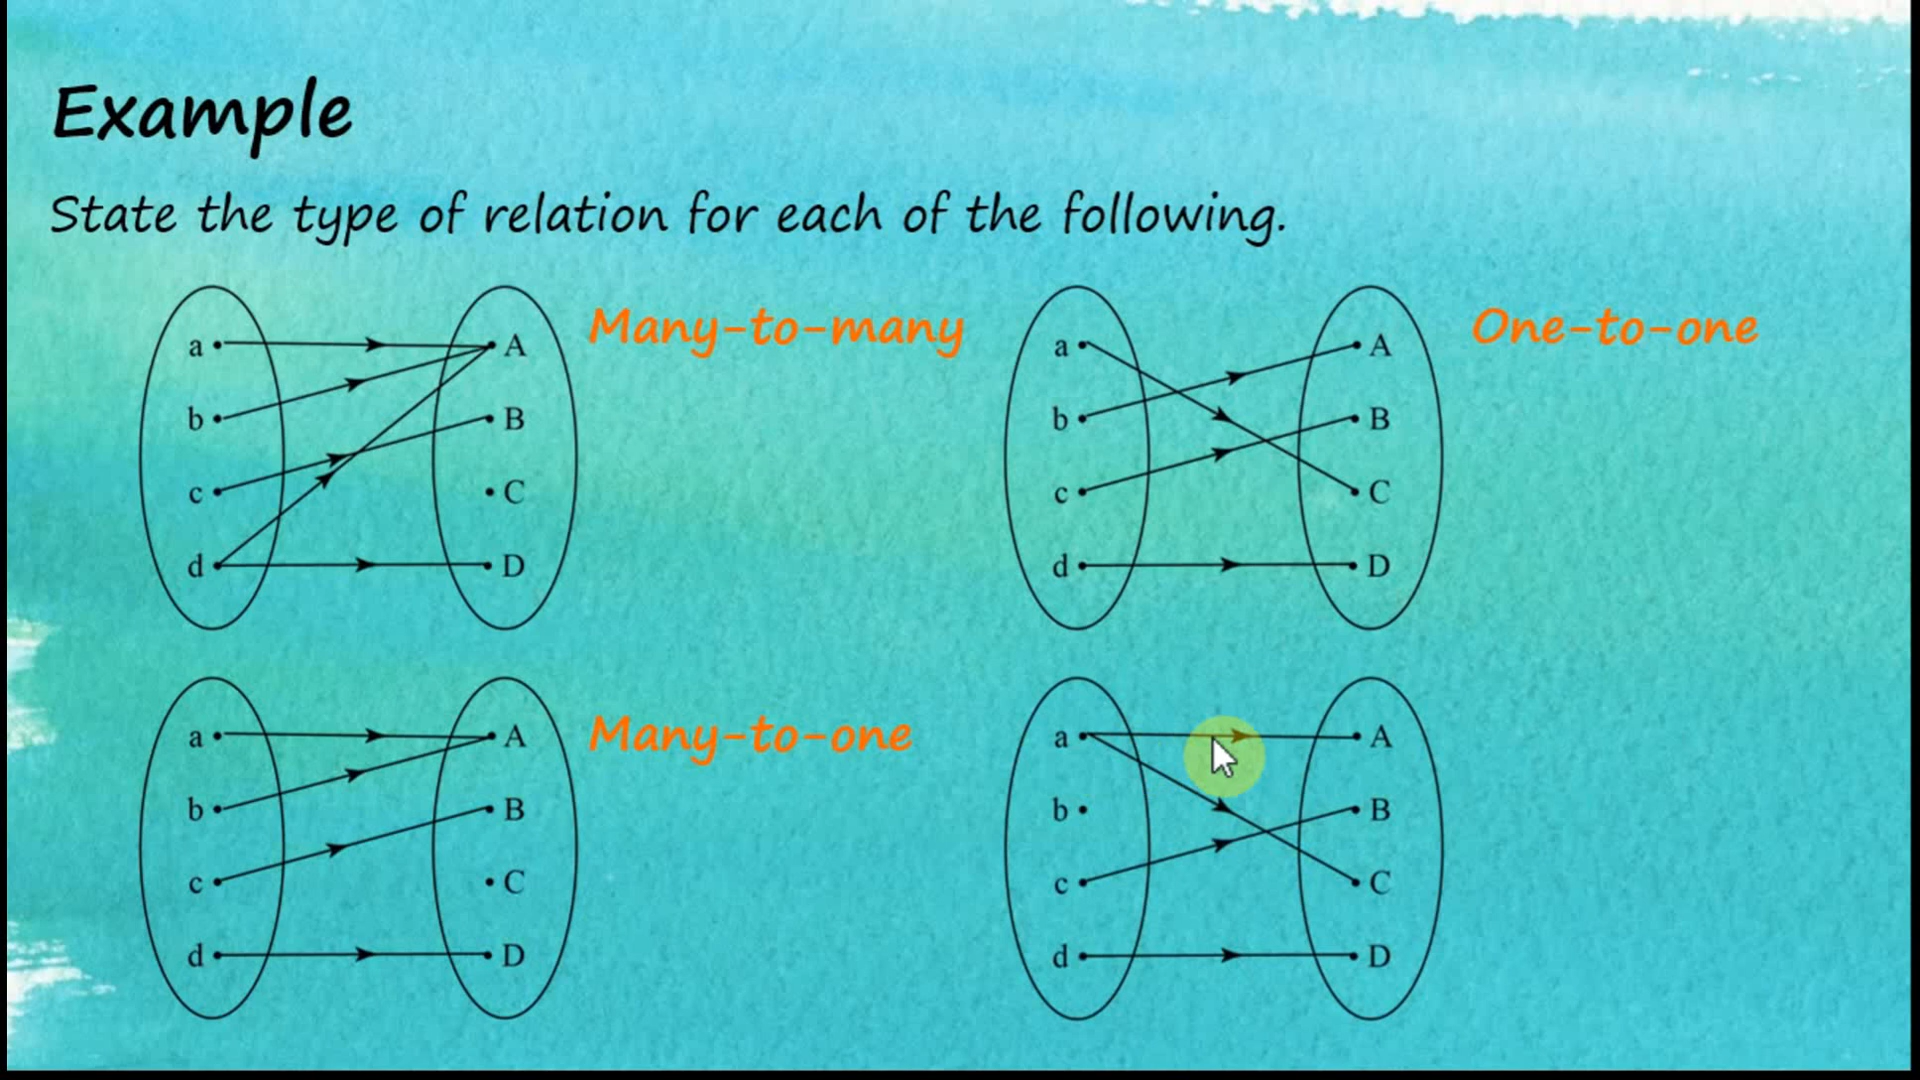 Example
State the type of relation for each of the following.
a A Many-to-many
b B
c C
d D
a A One-to-one
b B
c C
d D
a A Many-to-one
b B
c C
d D
a A
b B
c C
d D